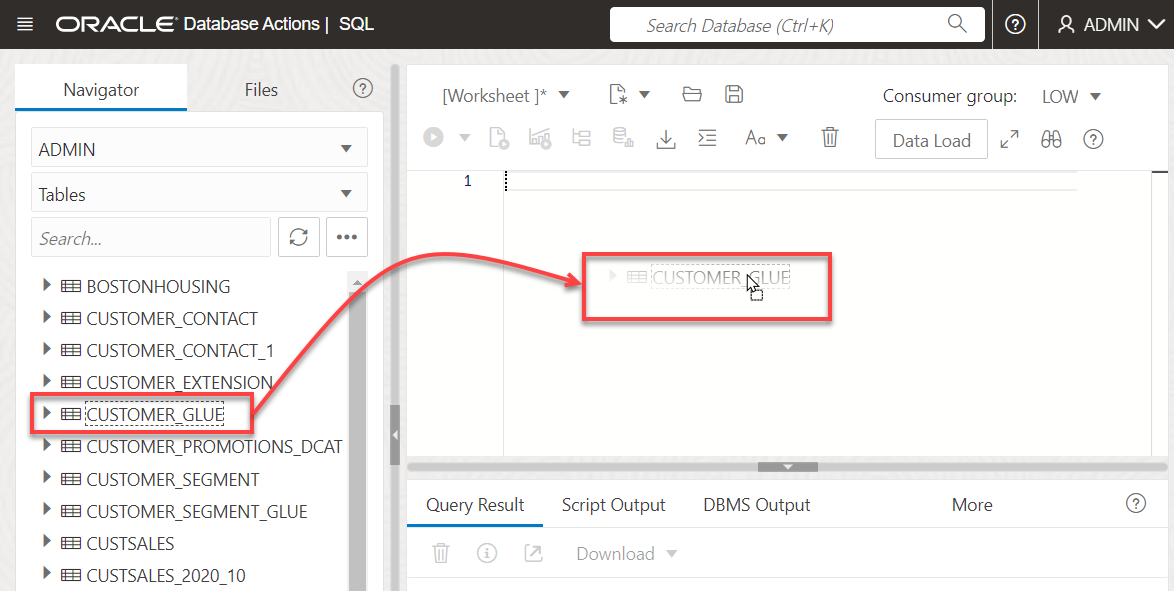 ORACLE Database Actions | SQL
Search Database (Ctrl+K)
ADMIN
Navigator
Files
ADMIN
Tables
Search...
BOSTONHOUSING
CUSTOMER_CONTACT
CUSTOMER_CONTACT_1
CUSTOMER_EXTENSION
CUSTOMER_GLUE
CUSTOMER_PROMOTIONS_DCAT
CUSTOMER_SEGMENT
CUSTOMER_SEGMENT_GLUE
CUSTSALES
CUSTSALES_2020_10
[Worksheet ]*
Consumer group: LOW
Aa
Data Load
1
CUSTOMER_GLUE
Query Result
Script Output
DBMS Output
More
Download